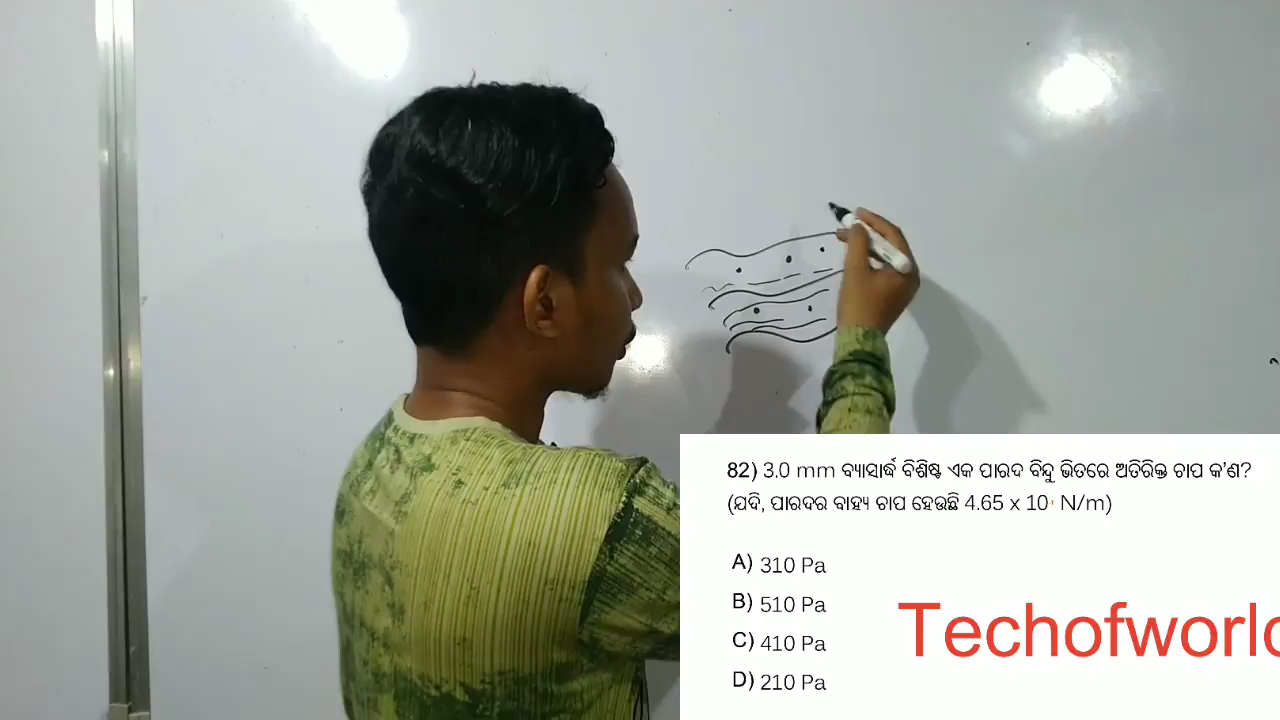 82) 3.0 mm ବ୍ୟାସାର୍ଦ୍ଧ ବିଶିଷ୍ଟ ଏକ ପାରଦ ବିନ୍ଦୁ ଭିତରେ ଅତିରିକ୍ତ ଚାପ କ'ଣ?
(ଯଦି, ପାରଦର ବାହ୍ୟ ଚାପ ହେଉଛି 4.65 x 10 N/m)
A) 310 Pa
B) 510 Pa
C) 410 Pa
D) 210 Pa
Techofworld